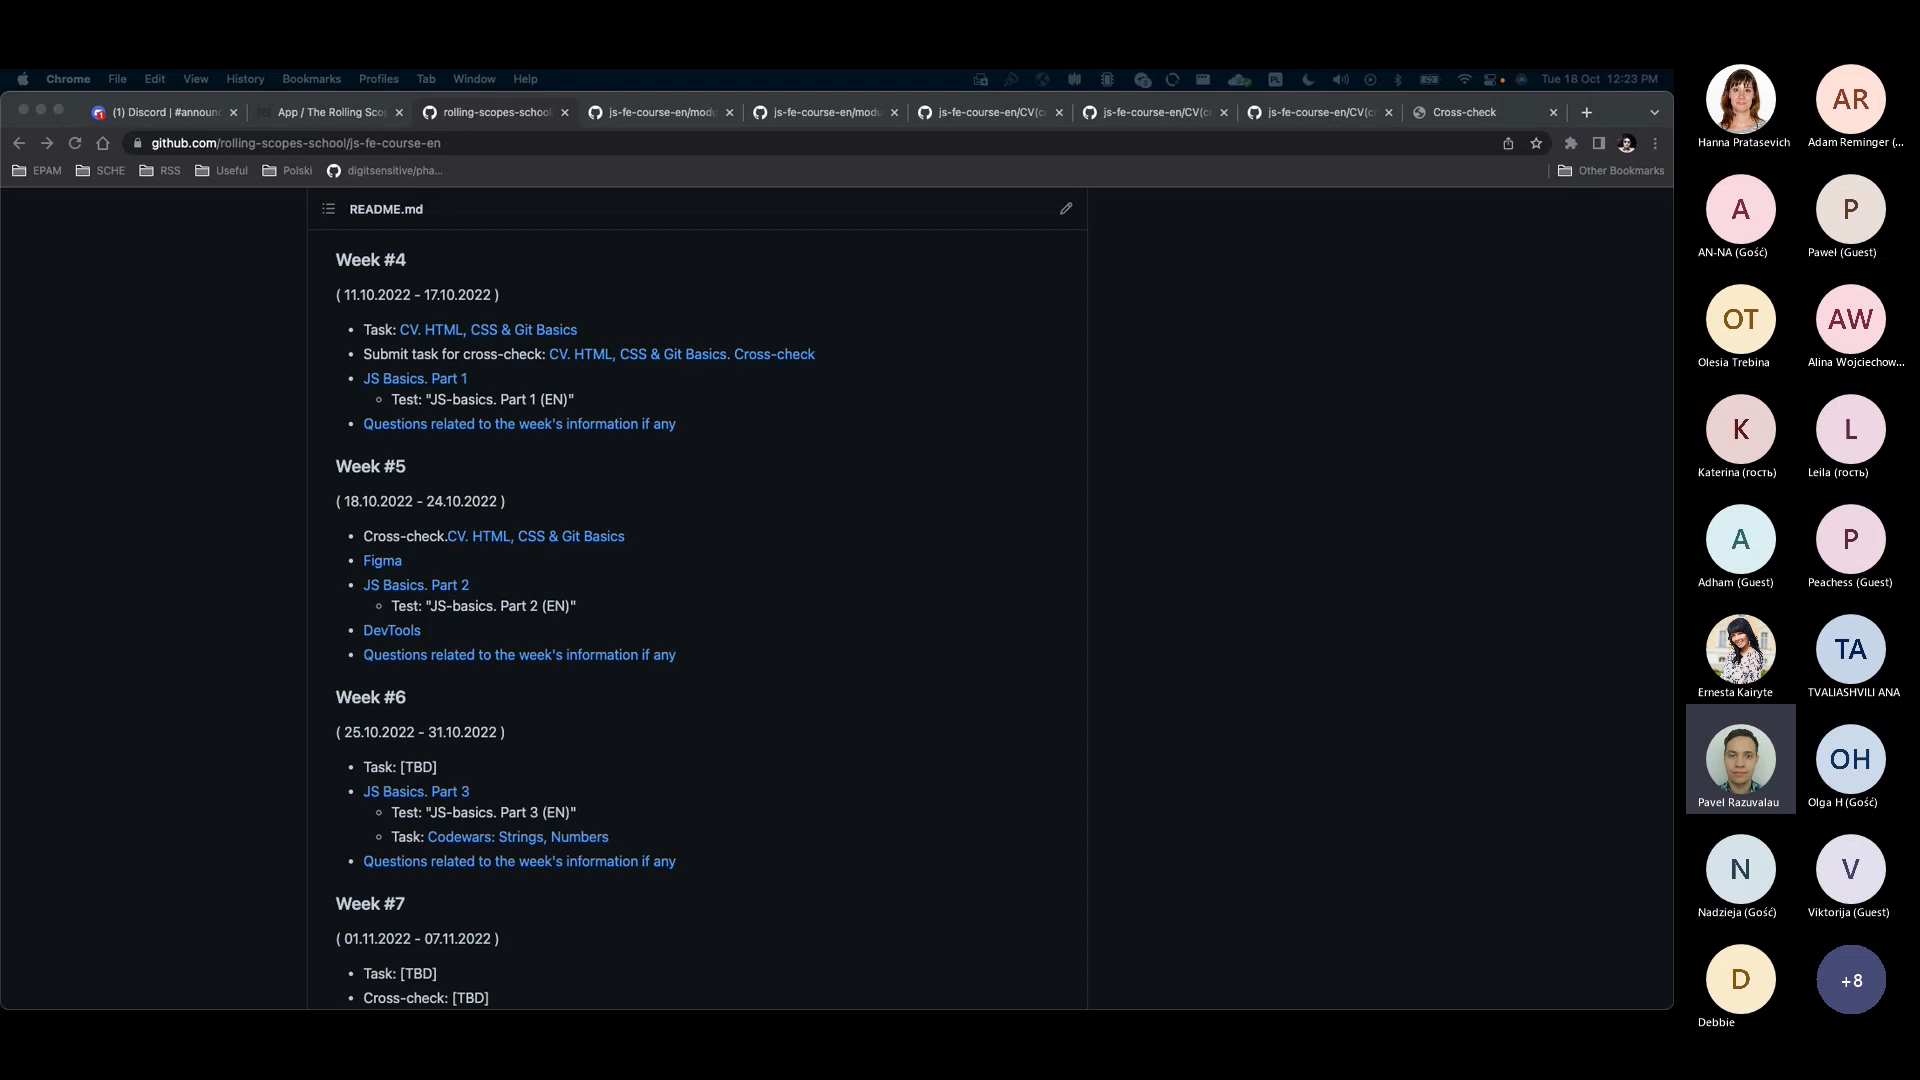 Chrome File Edit View History Bookmarks Profiles Tab Window Help PL Tue 18 Oct 12:23 PM
(1) Discord | #announc App / The Rolling Sco rolling-scopes-school js-fe-course-en/modu js-fe-course-en/modu js-fe-course-en/CV(c js-fe-course-en/CV(c js-fe-course-en/CV(c Cross-check
github.com/rolling-scopes-school/js-fe-course-en
EPAM SCHE RSS Useful Polski digitsensitive/pha... Other Bookmarks
README.md
Week #4
( 11.10.2022 - 17.10.2022 )
• Task: CV. HTML, CSS & Git Basics
• Submit task for cross-check: CV. HTML, CSS & Git Basics. Cross-check
• JS Basics. Part 1
◦ Test: "JS-basics. Part 1 (EN)"
• Questions related to the week's information if any
Week #5
( 18.10.2022 - 24.10.2022 )
• Cross-check.CV. HTML, CSS & Git Basics
• Figma
• JS Basics. Part 2
◦ Test: "JS-basics. Part 2 (EN)"
• DevTools
• Questions related to the week's information if any
Week #6
( 25.10.2022 - 31.10.2022 )
• Task: [TBD]
• JS Basics. Part 3
◦ Test: "JS-basics. Part 3 (EN)"
◦ Task: Codewars: Strings, Numbers
• Questions related to the week's information if any
Week #7
( 01.11.2022 - 07.11.2022 )
• Task: [TBD]
• Cross-check: [TBD]
AR
Hanna Pratasevich Adam Reminger (...
A P
AN-NA (Gość) Paweł (Guest)
OT AW
Olesia Trebina Alina Wojciechow...
K L
Katerina (гость) Leila (гость)
A P
Adham (Guest) Peachess (Guest)
TA
Ernesta Kairyte TVALIASHVILI ANA
OH
Pavel Razuvalau Olga H (Gość)
N V
Nadzieja (Gość) Viktorija (Guest)
D +8
Debbie